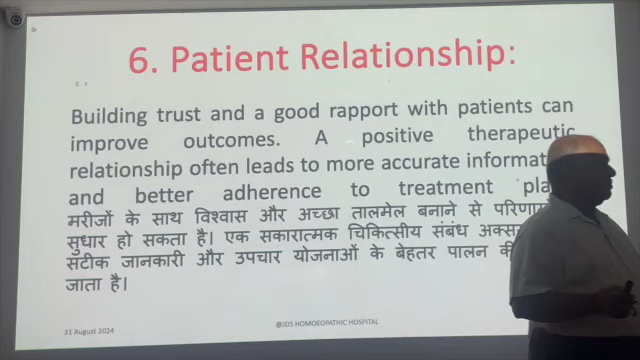 6. Patient Relationship:
Building trust and a good rapport with patients can
improve outcomes. A positive therapeutic
relationship often leads to more accurate
and better adherence to treatment
मरीजों के साथ विश्वास और अच्छा तालमेल बनाने से
सुधार हो सकता है। एक सकारात्मक चिकित्सीय संबंध
सटीक जानकारी और उपचार योजनाओं के बेहतर पालन
जाता है।
31 August 2024
@JDS HOMOEOPATHIC HOSPITAL